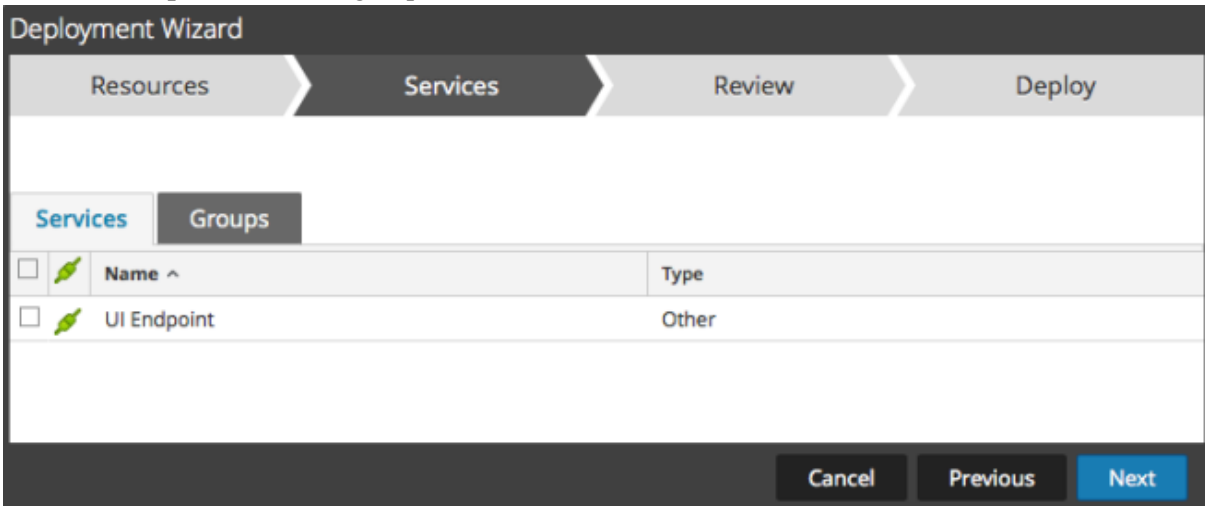 Deployment Wizard
Resources Services Review Deploy
Services Groups
Name ^ Type
UI Endpoint Other
Cancel Previous Next